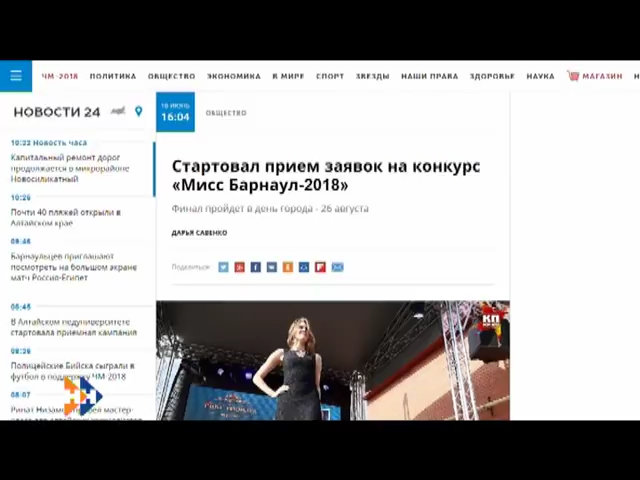 ЧМ-2018 ПОЛИТИКА ОБЩЕСТВО ЭКОНОМИКА В МИРЕ СПОРТ ЗВЕЗДЫ НАШИ ПРАВА ЗДОРОВЬЕ НАУКА МАГАЗИН Н
НОВОСТИ 24
10:22 Новость часа
Капитальный ремонт дорог
продолжается в микрорайоне
Новосиликатный
10:26
Почти 40 пляжей открыли в
Алтайском крае
09:46
Барнаульцев приглашают
посмотреть на большом экране
матч Россия-Египет
08:45
В Алтайском педуниверситете
стартовала приемная кампания
08:26
Полицейские Бийска сыграли в
футбол в поддержку ЧМ-2018
08:07
16:04
ОБЩЕСТВО
Стартовал прием заявок на конкурс
«Мисс Барнаул-2018»
Финал пройдет в день города - 26 августа
ДАРЬЯ САВЕНКО
Поделиться:
КП